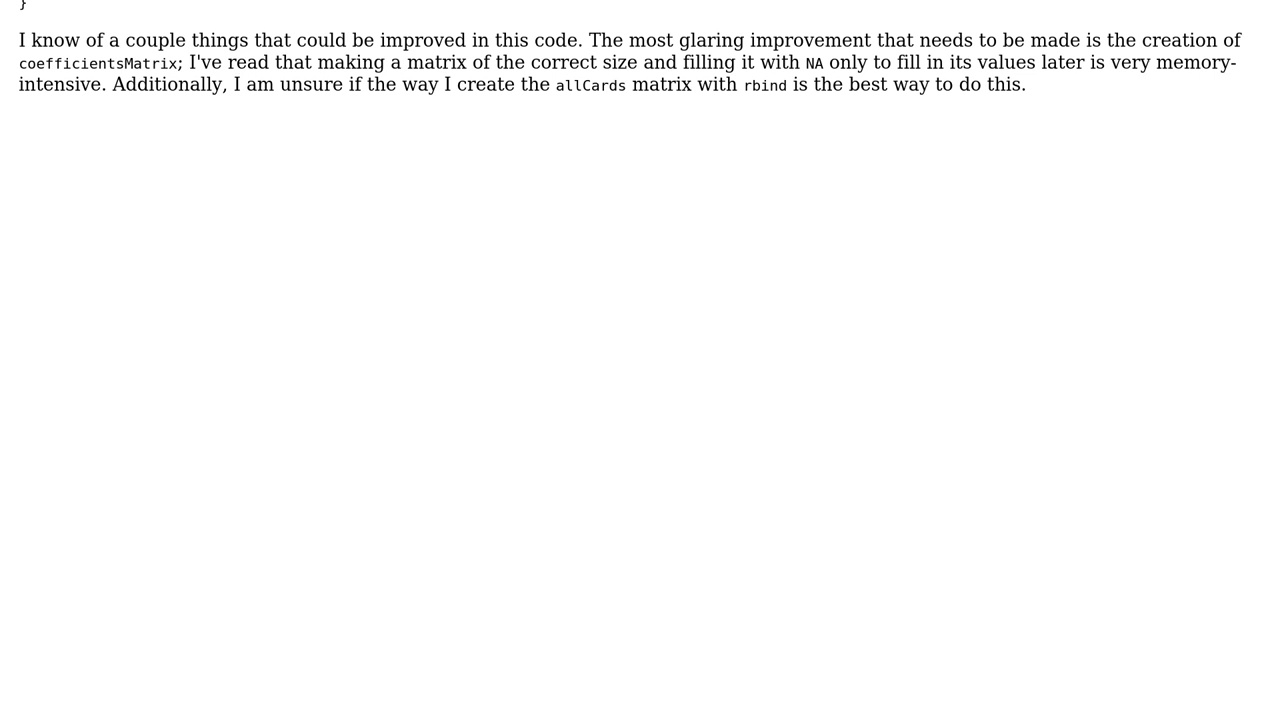 }
I know of a couple things that could be improved in this code. The most glaring improvement that needs to be made is the creation of
coefficientsMatrix; I've read that making a matrix of the correct size and filling it with NA only to fill in its values later is very memory-
intensive. Additionally, I am unsure if the way I create the allCards matrix with rbind is the best way to do this.